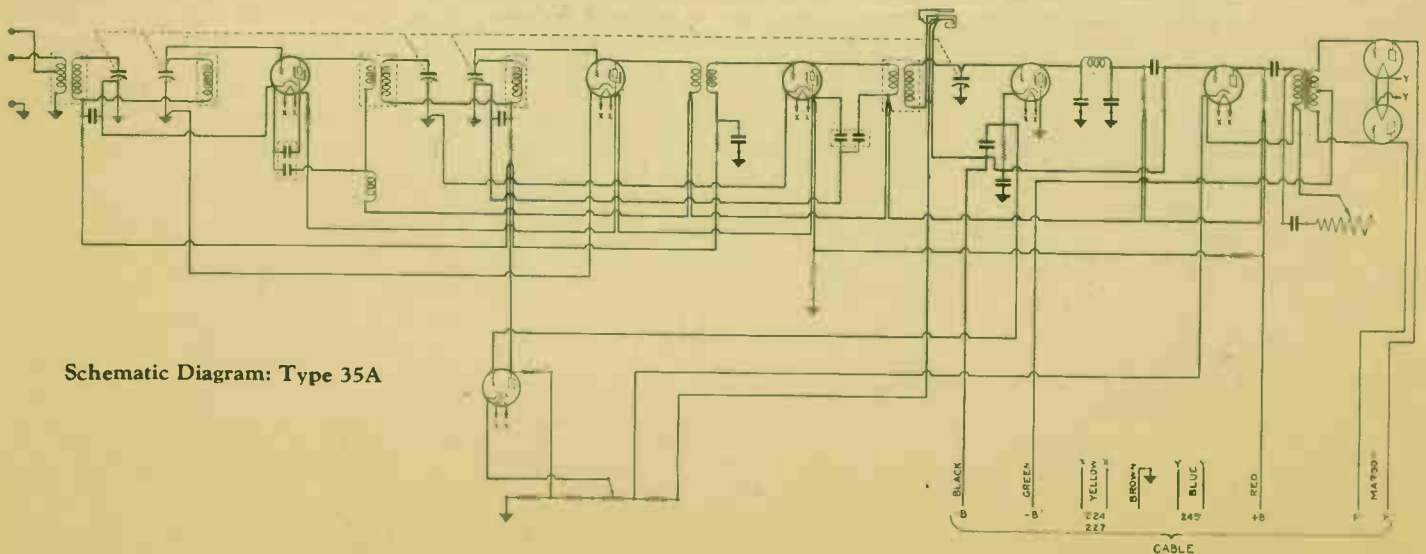 Schematic Diagram: Type 35A
Y
Y
X X
X X
X X
X X
X X
X X
BLACK
B
GREEN
-B
X YELLOW X
224
227
BROWN
Y BLUE Y
245
RED
+B
CABLE